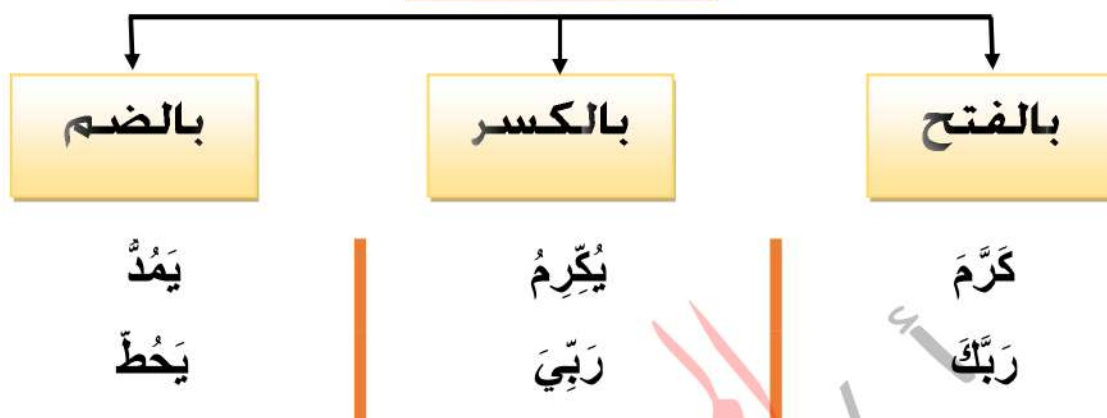 بالفتح بالكسر بالضم
كَرَّمَ يُكِّرِمُ يَمُدُّ
رَبَّكَ رَبِّيَ يَحُطّ